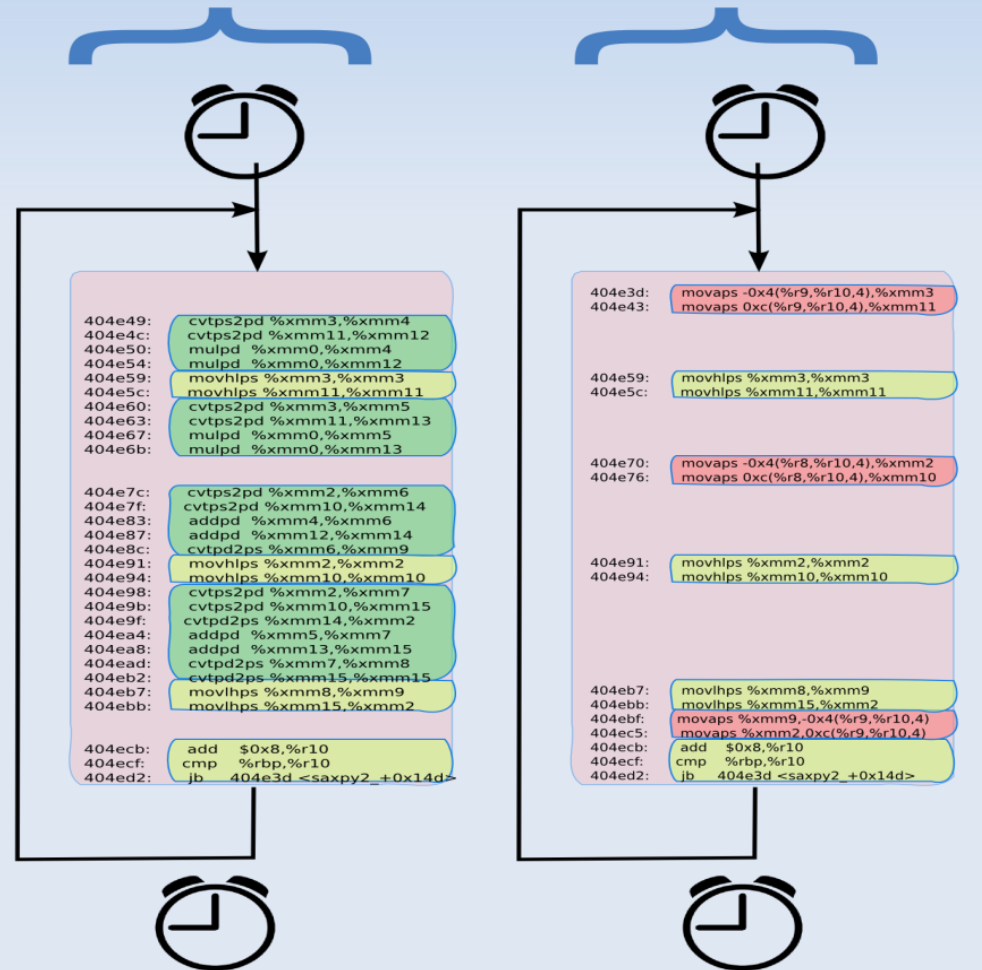 404e49: cvtps2pd %xmm3,%xmm4
404e4c: cvtps2pd %xmm11,%xmm12
404e50: mulpd %xmm0,%xmm4
404e54: mulpd %xmm0,%xmm12
404e59: movhlps %xmm3,%xmm3
404e5c: movhlps %xmm11,%xmm11
404e60: cvtps2pd %xmm3,%xmm5
404e63: cvtps2pd %xmm11,%xmm13
404e67: mulpd %xmm0,%xmm5
404e6b: mulpd %xmm0,%xmm13
404e7c: cvtps2pd %xmm2,%xmm6
404e7f: cvtps2pd %xmm10,%xmm14
404e83: addpd %xmm4,%xmm6
404e87: addpd %xmm12,%xmm14
404e8c: cvtpd2ps %xmm6,%xmm9
404e91: movhlps %xmm2,%xmm2
404e94: movhlps %xmm10,%xmm10
404e98: cvtps2pd %xmm2,%xmm7
404e9b: cvtps2pd %xmm10,%xmm15
404e9f: cvtpd2ps %xmm14,%xmm2
404ea4: addpd %xmm5,%xmm7
404ea8: addpd %xmm13,%xmm15
404ead: cvtpd2ps %xmm7,%xmm8
404eb2: cvtpd2ps %xmm15,%xmm15
404eb7: movlhps %xmm8,%xmm9
404ebb: movlhps %xmm15,%xmm2
404ecb: add $0x8,%r10
404ecf: cmp %rbp,%r10
404ed2: jb 404e3d <saxpy2_+0x14d>
404e3d: movaps -0x4(%r9,%r10,4),%xmm3
404e43: movaps 0xc(%r9,%r10,4),%xmm11
404e59: movhlps %xmm3,%xmm3
404e5c: movhlps %xmm11,%xmm11
404e70: movaps -0x4(%r8,%r10,4),%xmm2
404e76: movaps 0xc(%r8,%r10,4),%xmm10
404e91: movhlps %xmm2,%xmm2
404e94: movhlps %xmm10,%xmm10
404eb7: movlhps %xmm8,%xmm9
404ebb: movlhps %xmm15,%xmm2
404ebf: movaps %xmm9,-0x4(%r9,%r10,4)
404ec5: movaps %xmm2,0xc(%r9,%r10,4)
404ecb: add $0x8,%r10
404ecf: cmp %rbp,%r10
404ed2: jb 404e3d <saxpy2_+0x14d>